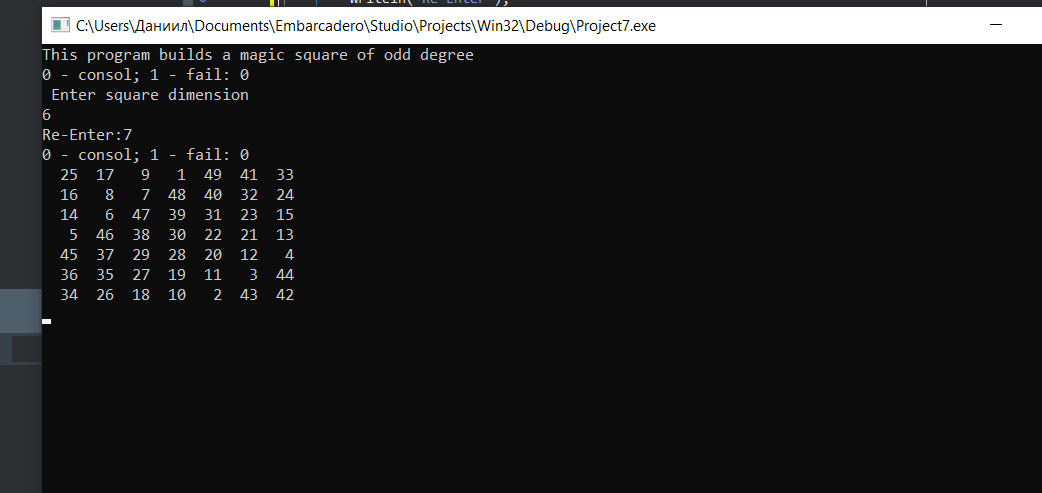 C:\Users\Даниил\Documents\Embarcadero\Studio\Projects\Win32\Debug\Project7.exe
This program builds a magic square of odd degree
0 - consol; 1 - fail: 0
Enter square dimension
6
Re-Enter:7
0 - consol; 1 - fail: 0
25 17 9 1 49 41 33
16 8 7 48 40 32 24
14 6 47 39 31 23 15
5 46 38 30 22 21 13
45 37 29 28 20 12 4
36 35 27 19 11 3 44
34 26 18 10 2 43 42